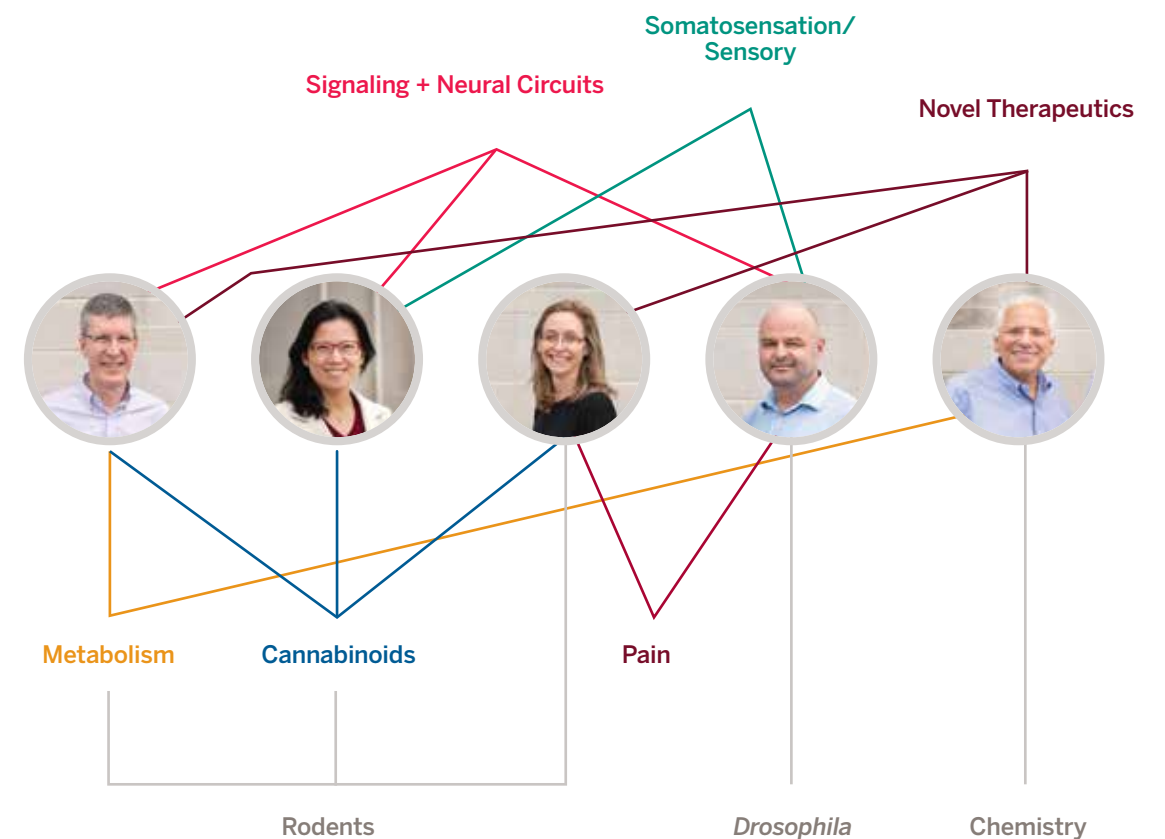 Somatosensation/
Sensory
Signaling + Neural Circuits
Novel Therapeutics
Metabolism
Cannabinoids
Pain
Rodents
Drosophila
Chemistry